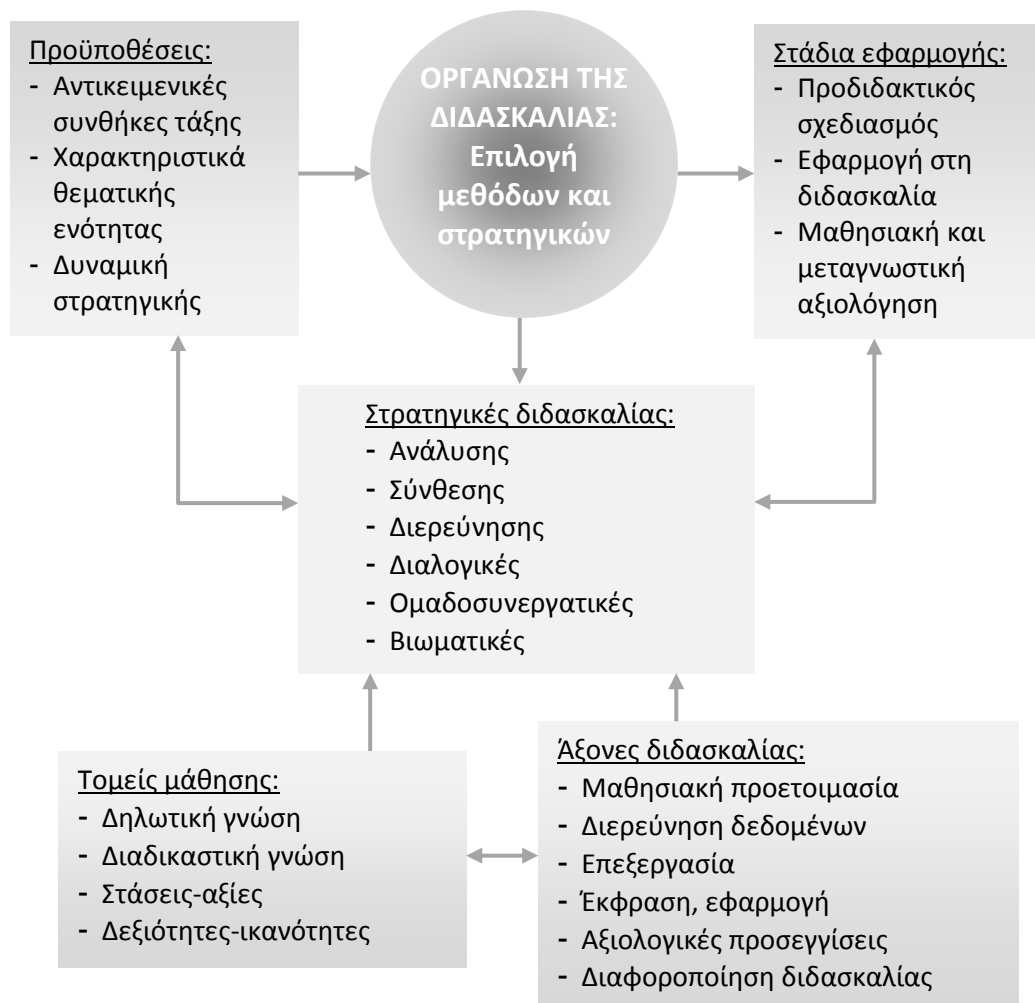 Προϋποθέσεις:
- Αντικειμενικές
συνθήκες τάξης
- Χαρακτηριστικά
θεματικής
ενότητας
- Δυναμική
στρατηγικής
ΟΡΓΑΝΩΣΗ ΤΗΣ
ΔΙΔΑΣΚΑΛΙΑΣ:
Επιλογή
μεθόδων και
στρατηγικών
Στάδια εφαρμογής:
- Προδιδακτικός
σχεδιασμός
- Εφαρμογή στη
διδασκαλία
- Μαθησιακή και
μεταγνωστική
αξιολόγηση
Στρατηγικές διδασκαλίας:
- Ανάλυσης
- Σύνθεσης
- Διερεύνησης
- Διαλογικές
- Ομαδοσυνεργατικές
- Βιωματικές
Τομείς μάθησης:
- Δηλωτική γνώση
- Διαδικαστική γνώση
- Στάσεις-αξίες
- Δεξιότητες-ικανότητες
Άξονες διδασκαλίας:
- Μαθησιακή προετοιμασία
- Διερεύνηση δεδομένων
- Επεξεργασία
- Έκφραση, εφαρμογή
- Αξιολογικές προσεγγίσεις
- Διαφοροποίηση διδασκαλίας